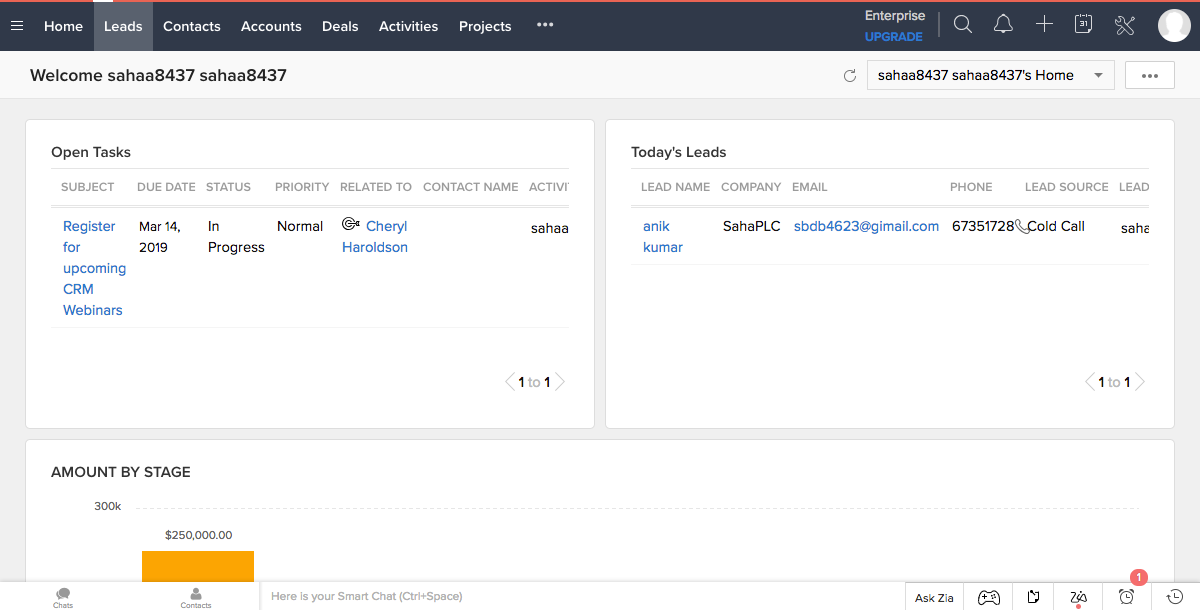 Home Leads Contacts Accounts Deals Activities Projects •••
Enterprise
UPGRADE
31
Welcome sahaa8437 sahaa8437
sahaa8437 sahaa8437's Home
Open Tasks
SUBJECT DUE DATE STATUS PRIORITY RELATED TO CONTACT NAME ACTIVI
Register for upcoming CRM Webinars
Mar 14, 2019
In Progress
Normal
Cheryl Haroldson
sahaa
1 to 1
Today's Leads
LEAD NAME COMPANY EMAIL PHONE LEAD SOURCE LEAD
anik kumar
SahaPLC
sbdb4623@gimail.com
67351728
Cold Call
saha
1 to 1
AMOUNT BY STAGE
300k
$250,000.00
Chats
Contacts
Here is your Smart Chat (Ctrl+Space)
Ask Zia
1